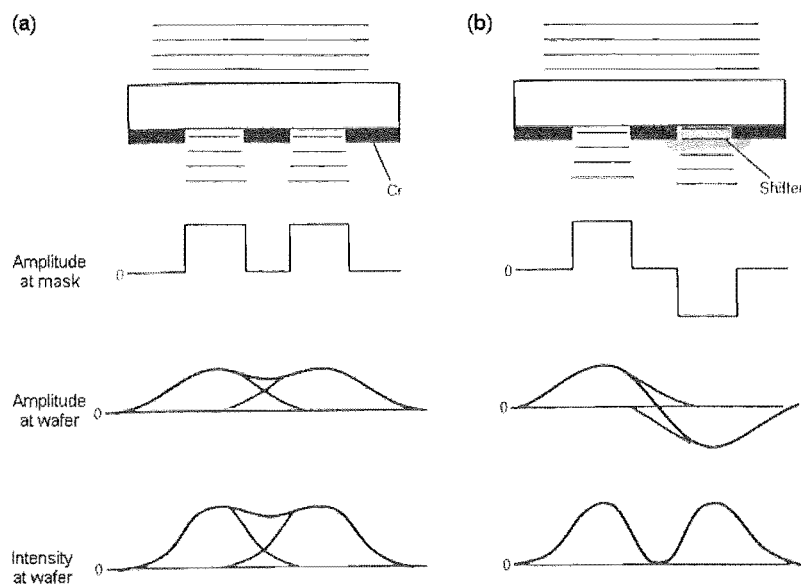 (a)
(b)
Cr
Shifter
Amplitude
at mask
0
0
Amplitude
at wafer
0
0
Intensity
at wafer
0
0